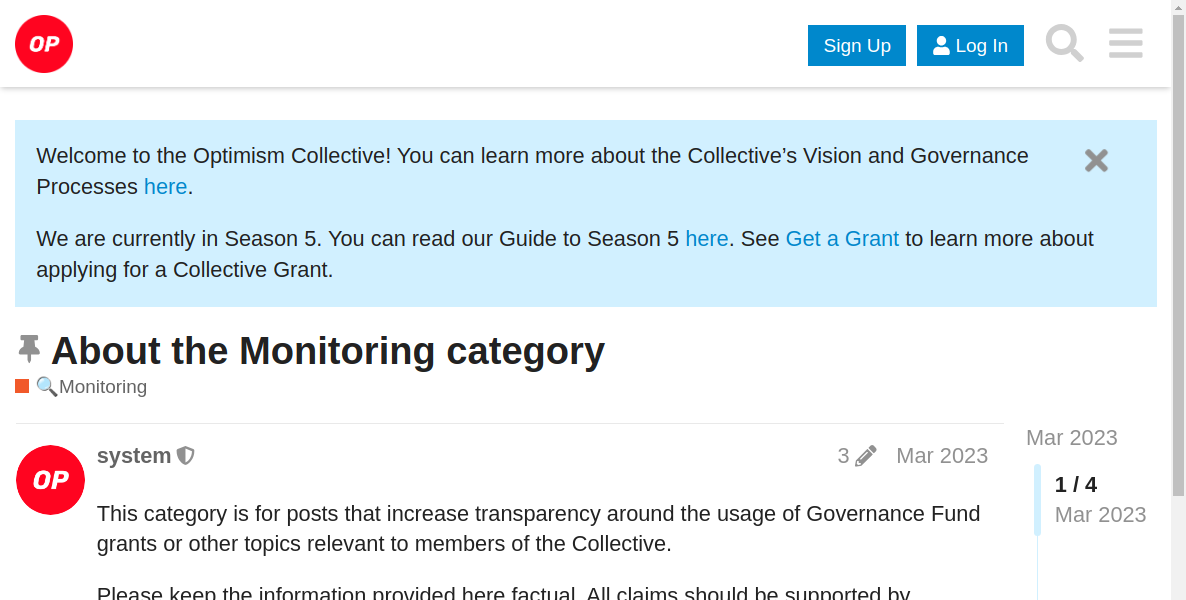 OP
Sign Up
Log In
Welcome to the Optimism Collective! You can learn more about the Collective’s Vision and Governance
Processes here.
We are currently in Season 5. You can read our Guide to Season 5 here. See Get a Grant to learn more about
applying for a Collective Grant.
About the Monitoring category
Monitoring
OP
system
3
Mar 2023
This category is for posts that increase transparency around the usage of Governance Fund
grants or other topics relevant to members of the Collective.
Please keep the information provided here factual. All claims should be supported by
Mar 2023
1 / 4
Mar 2023